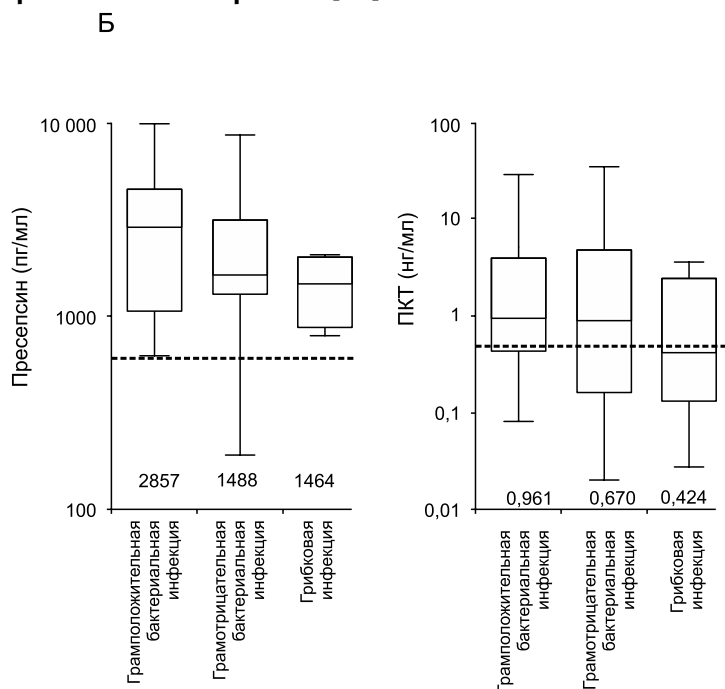 Б
10 000
1000
100
Пресепсин (пг/мл)
2857
1488
1464
Грамположительная
бактериальная
инфекция
Грамотрицательная
бактериальная
инфекция
Грибковая
инфекция
100
10
1
0,1
0,01
ПКТ (нг/мл)
0,961
0,670
0,424
Грамположительная
бактериальная
инфекция
Грамотрицательная
бактериальная
инфекция
Грибковая
инфекция